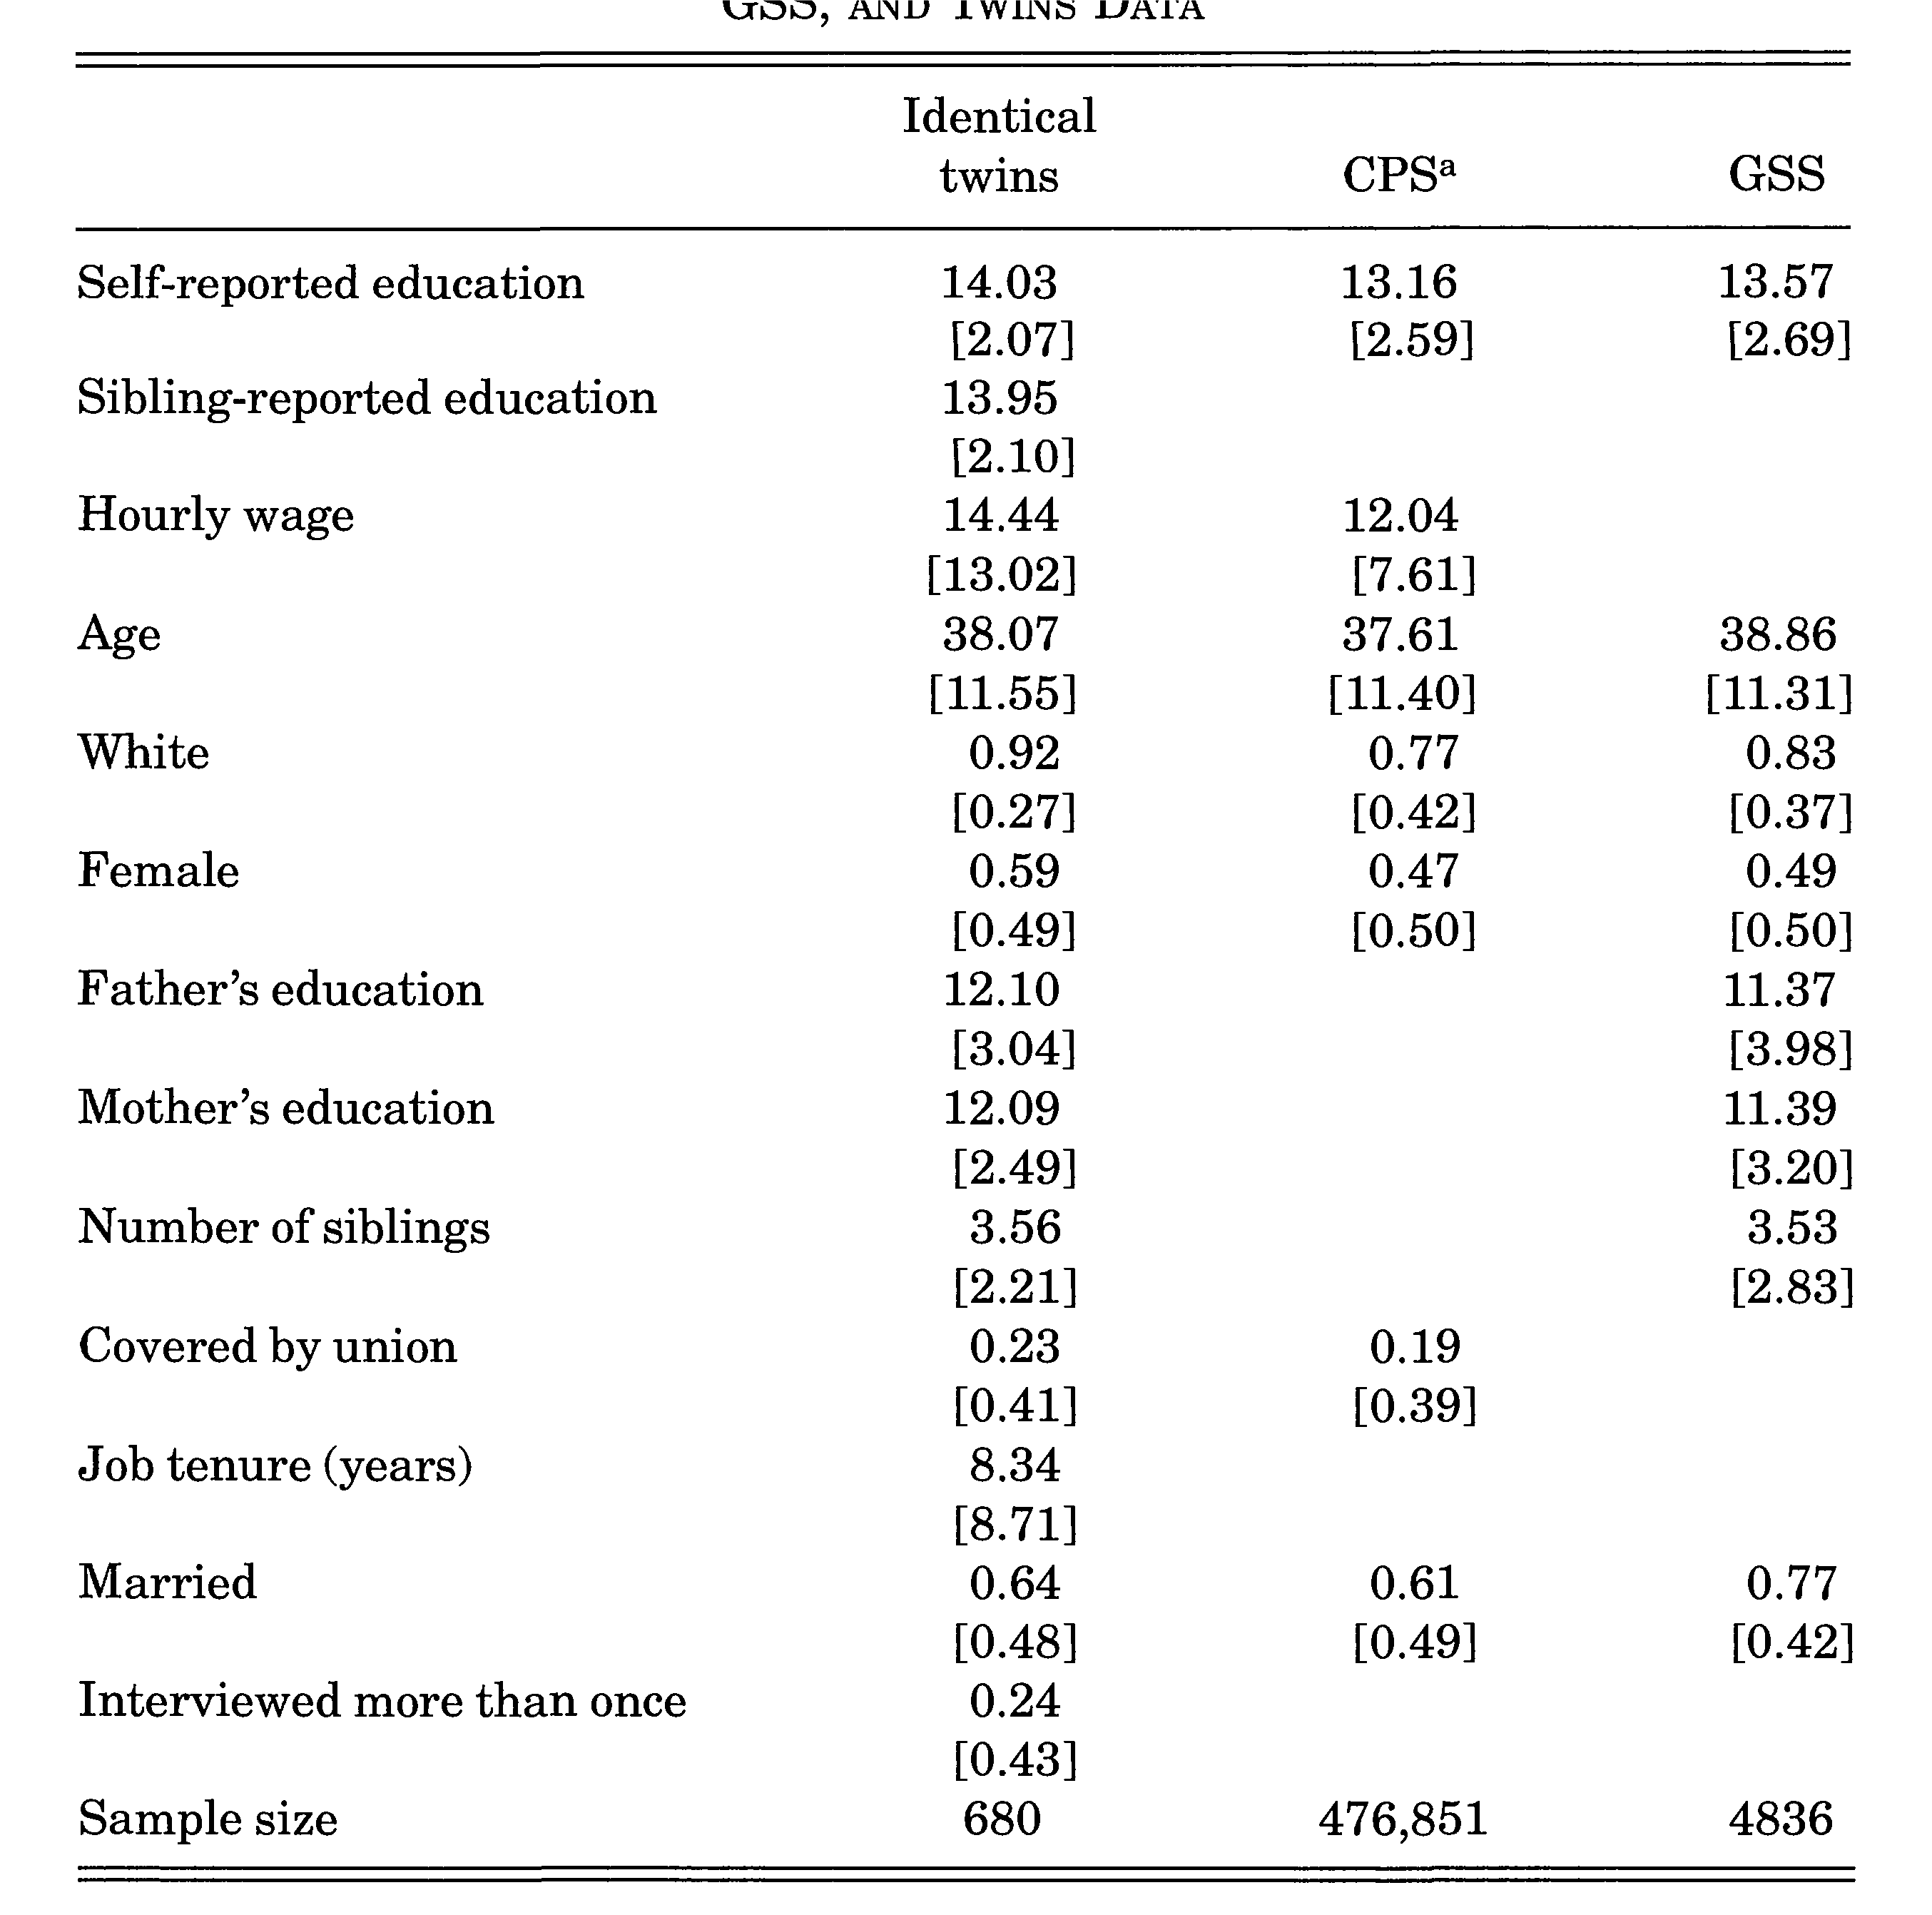 GSS, AND TWINS DATA
Identical
twins CPSa GSS
Self-reported education 14.03 13.16 13.57
[2.07] [2.59] [2.69]
Sibling-reported education 13.95
[2.10]
Hourly wage 14.44 12.04
[13.02] [7.61]
Age 38.07 37.61 38.86
[11.55] [11.40] [11.31]
White 0.92 0.77 0.83
[0.27] [0.42] [0.37]
Female 0.59 0.47 0.49
[0.49] [0.50] [0.50]
Father's education 12.10 11.37
[3.04] [3.98]
Mother's education 12.09 11.39
[2.49] [3.20]
Number of siblings 3.56 3.53
[2.21] [2.83]
Covered by union 0.23 0.19
[0.41] [0.39]
Job tenure (years) 8.34
[8.71]
Married 0.64 0.61 0.77
[0.48] [0.49] [0.42]
Interviewed more than once 0.24
[0.43]
Sample size 680 476,851 4836